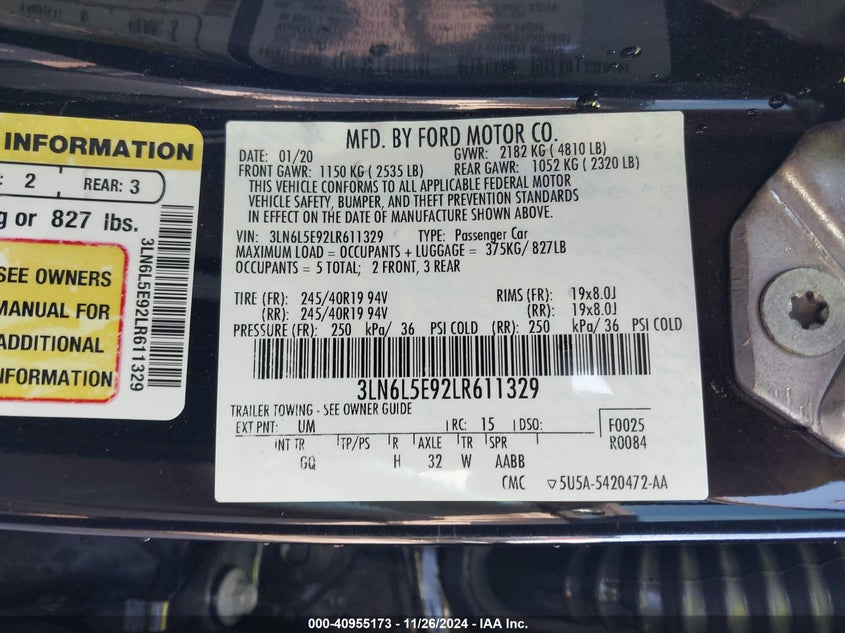 INFORMATION
: 2 REAR: 3
g or 827 lbs.
SEE OWNERS
MANUAL FOR
ADDITIONAL
INFORMATION
3LN6L5E92LR611329
MFD. BY FORD MOTOR CO.
DATE: 01/20 GVWR: 2182 KG ( 4810 LB)
FRONT GAWR: 1150 KG ( 2535 LB) REAR GAWR: 1052 KG ( 2320 LB)
THIS VEHICLE CONFORMS TO ALL APPLICABLE FEDERAL MOTOR
VEHICLE SAFETY, BUMPER, AND THEFT PREVENTION STANDARDS
IN EFFECT ON THE DATE OF MANUFACTURE SHOWN ABOVE.
VIN: 3LN6L5E92LR611329 TYPE: Passenger Car
MAXIMUM LOAD = OCCUPANTS + LUGGAGE = 375KG/ 827LB
OCCUPANTS = 5 TOTAL; 2 FRONT, 3 REAR
TIRE (FR): 245/40R19 94V RIMS (FR): 19x8.0J
(RR): 245/40R19 94V (RR): 19x8.0J
PRESSURE (FR): 250 kPa/ 36 PSI COLD (RR): 250 kPa/ 36 PSI COLD
3LN6L5E92LR611329
TRAILER TOWING - SEE OWNER GUIDE
EXT PNT: UM RC: 15 DSO: F0025
R0084
INT TR TP/PS R AXLE TR SPR
GQ H 32 W AABB
CMC ▽5U5A-5420472-AA
000-40955173 - 11/26/2024 - IAA Inc.